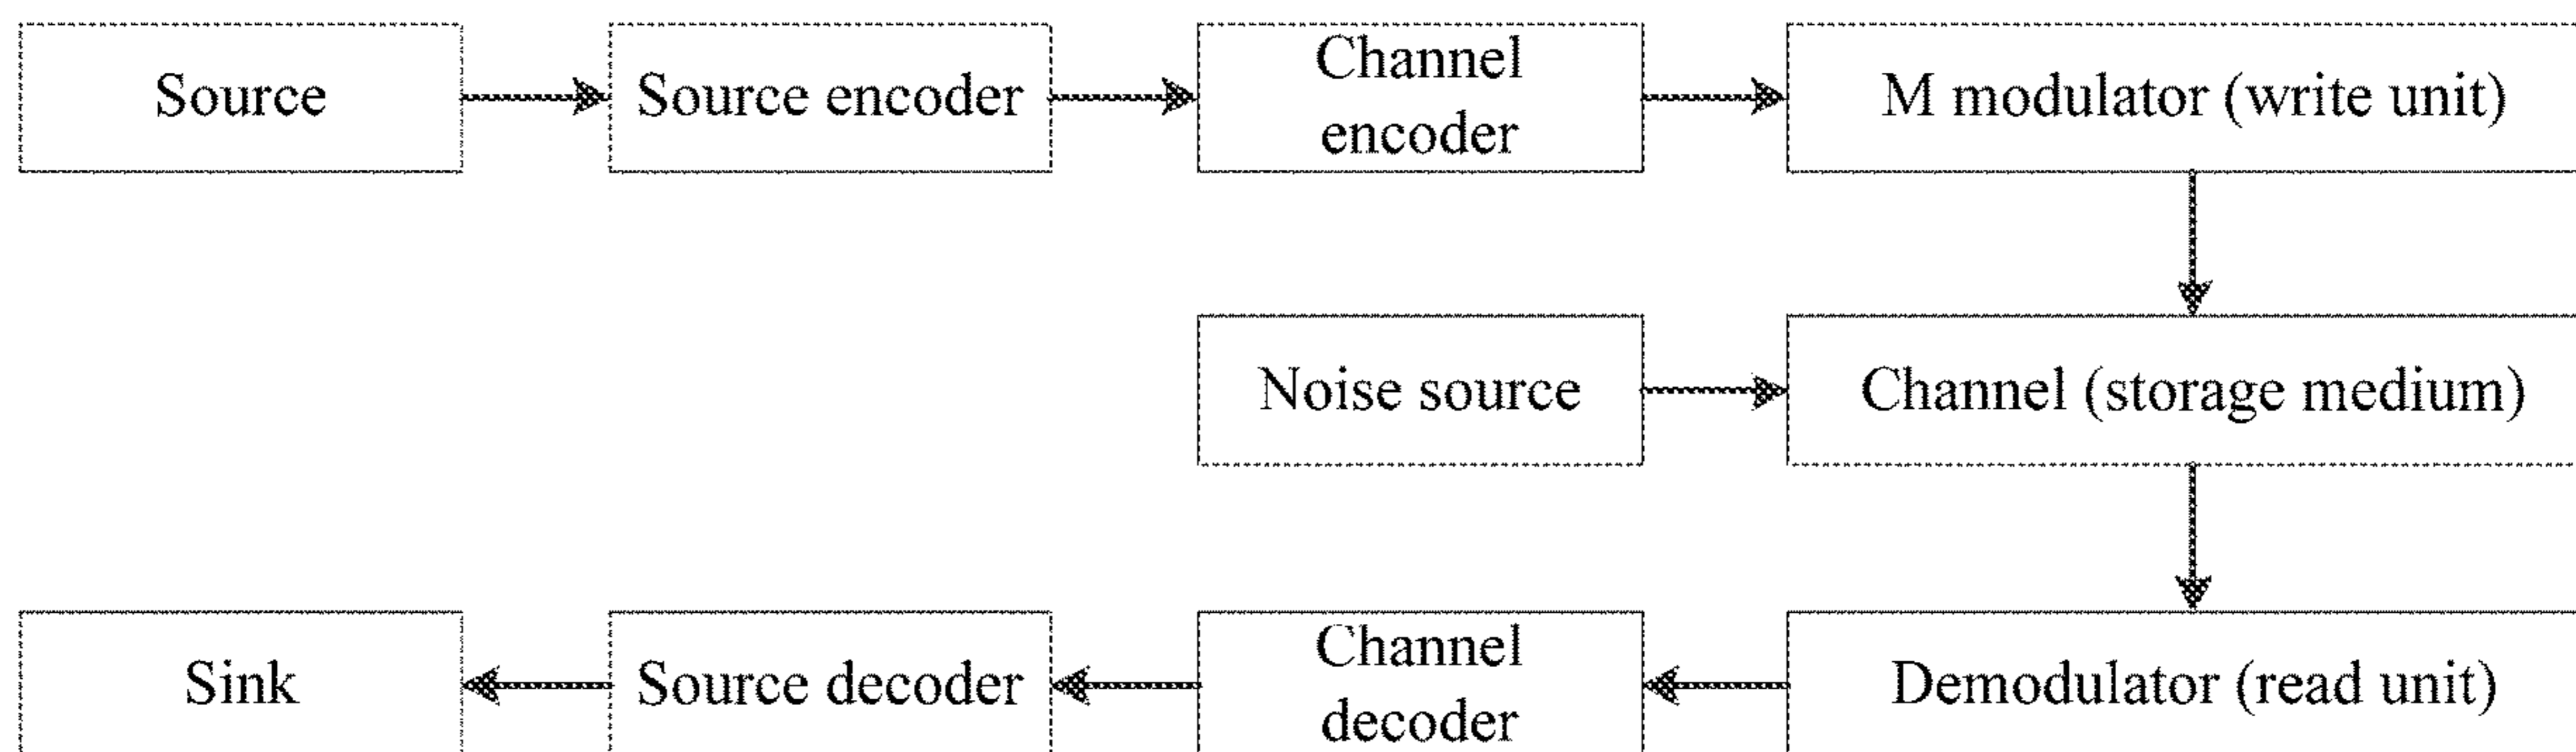 Source
Source encoder
Channel
encoder
M modulator (write unit)
Noise source
Channel (storage medium)
Sink
Source decoder
Channel
decoder
Demodulator (read unit)